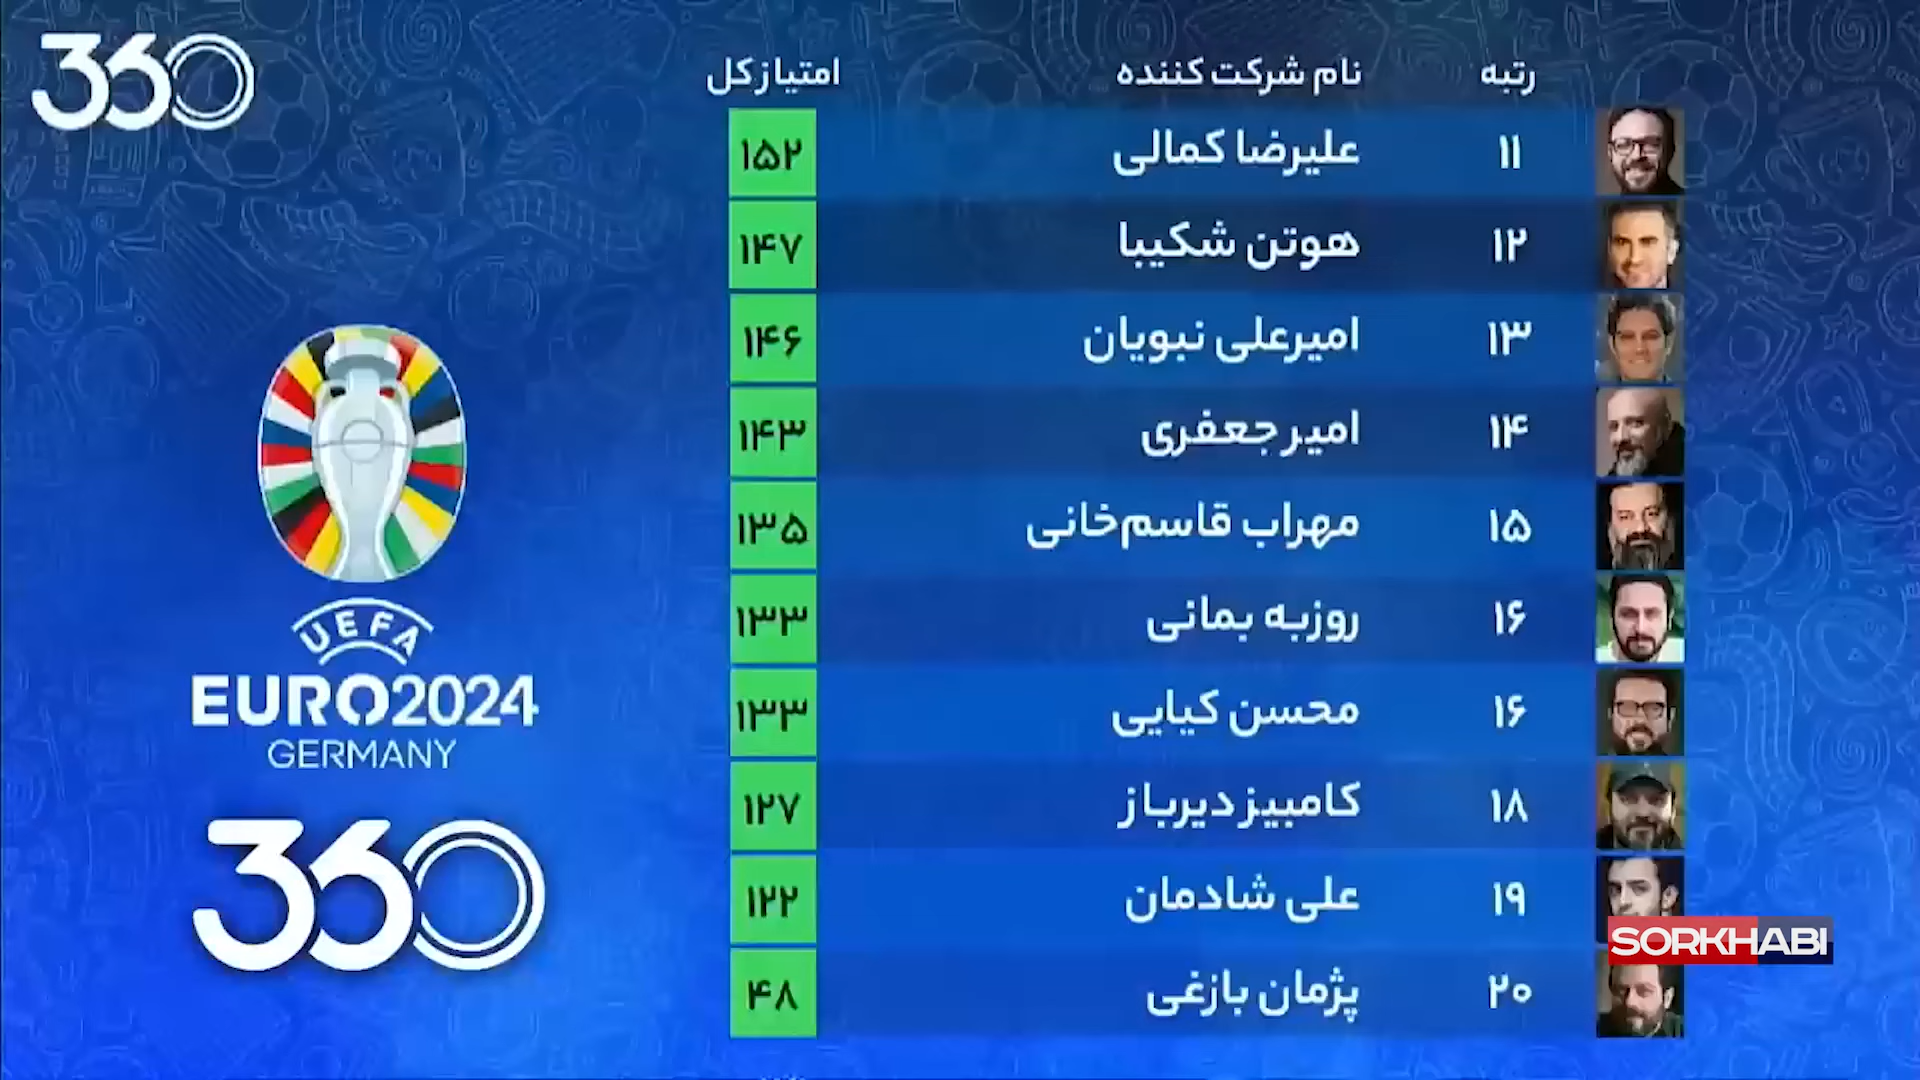 360
رتبه نام شرکت کننده امتیاز کل
۱۱ علیرضا کمالی ۱۵۲
۱۲ هوتن شکیبا ۱۴۷
۱۳ امیرعلی نبویان ۱۴۶
۱۴ امیر جعفری ۱۴۳
۱۵ مهراب قاسم‌خانی ۱۳۵
۱۶ روزبه بمانی ۱۳۳
۱۶ محسن کیایی ۱۳۳
۱۸ کامبیز دیرباز ۱۲۷
۱۹ علی شادمان ۱۲۲
۲۰ پژمان بازغی ۴۸
UEFA
EURO2024
GERMANY
360
SORKHABI